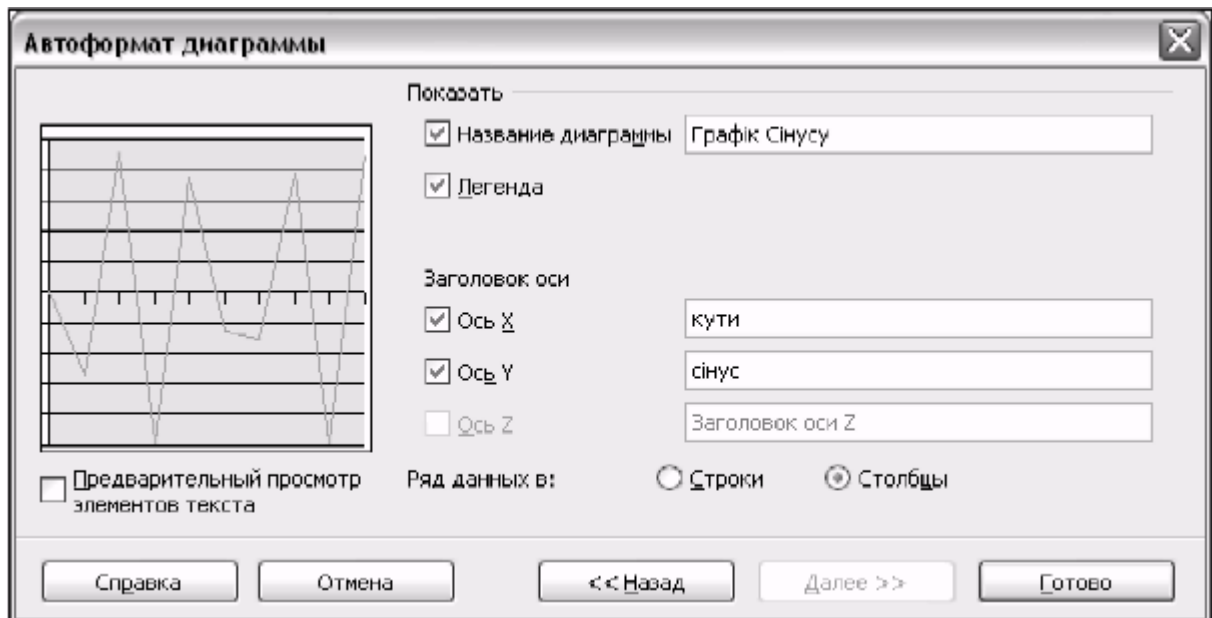 Автоформат диаграммы
Показать
Название диаграммы Графік Сінусу
Легенда
Заголовок оси
Ось X кути
Ось Y сінус
Ось Z Заголовок оси Z
Предварительный просмотр
элементов текста
Ряд данных в: Строки Столбцы
Справка Отмена <<Назад Далее >> Готово